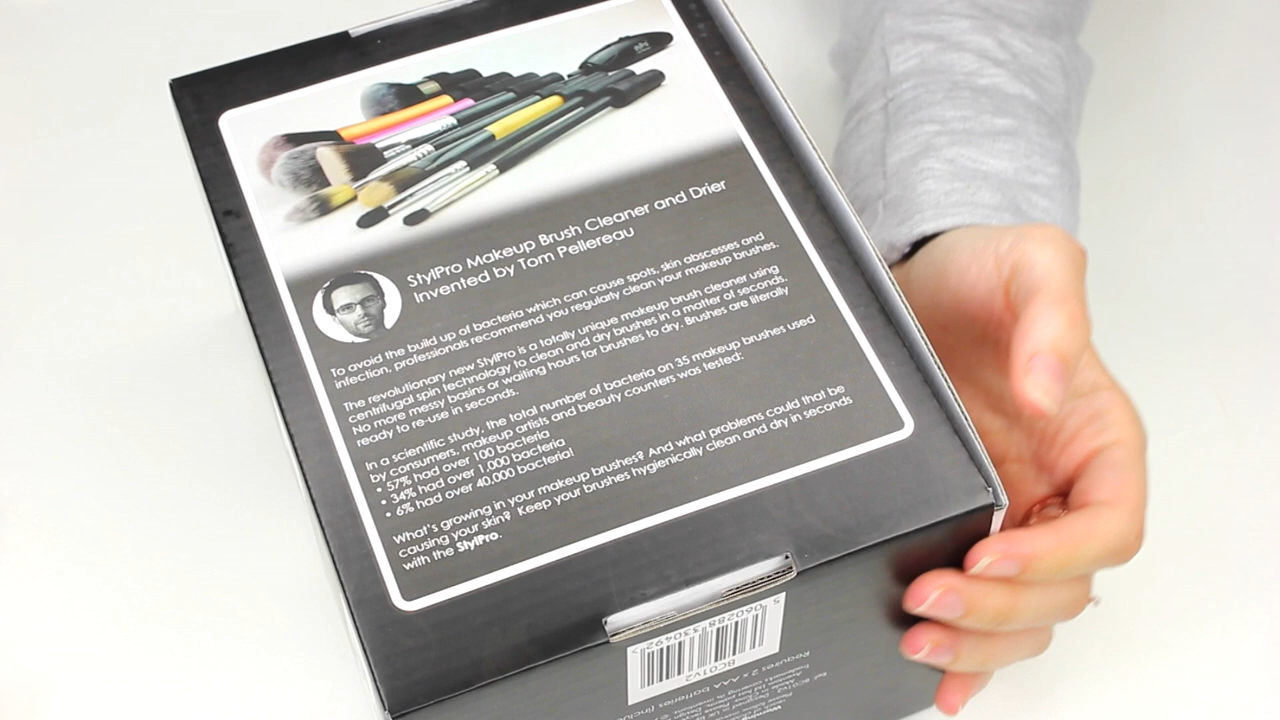 StylPro Makeup Brush Cleaner and Drier
Invented by Tom Pellereau
To avoid the build up of bacteria which can cause spots, skin abscesses and
infection, professionals recommend you regularly clean your makeup brushes.
The revolutionary new StylPro is a totally unique makeup brush cleaner using
centrifugal spin technology to clean and dry brushes in a matter of seconds.
No more messy basins or waiting hours for brushes to dry. Brushes are literally
ready to re-use in seconds.
In a scientific study, the total number of bacteria on 35 makeup brushes used
by consumers, makeup artists and beauty counters was tested:
• 57% had over 100 bacteria
• 34% had over 1,000 bacteria
• 6% had over 40,000 bacteria!
What's growing in your makeup brushes? And what problems could that be
causing your skin? Keep your brushes hygienically clean and dry in seconds
with the StylPro.
5 060288 330492 >
BC01V2
Requires 2 x AAA batteries (inclu